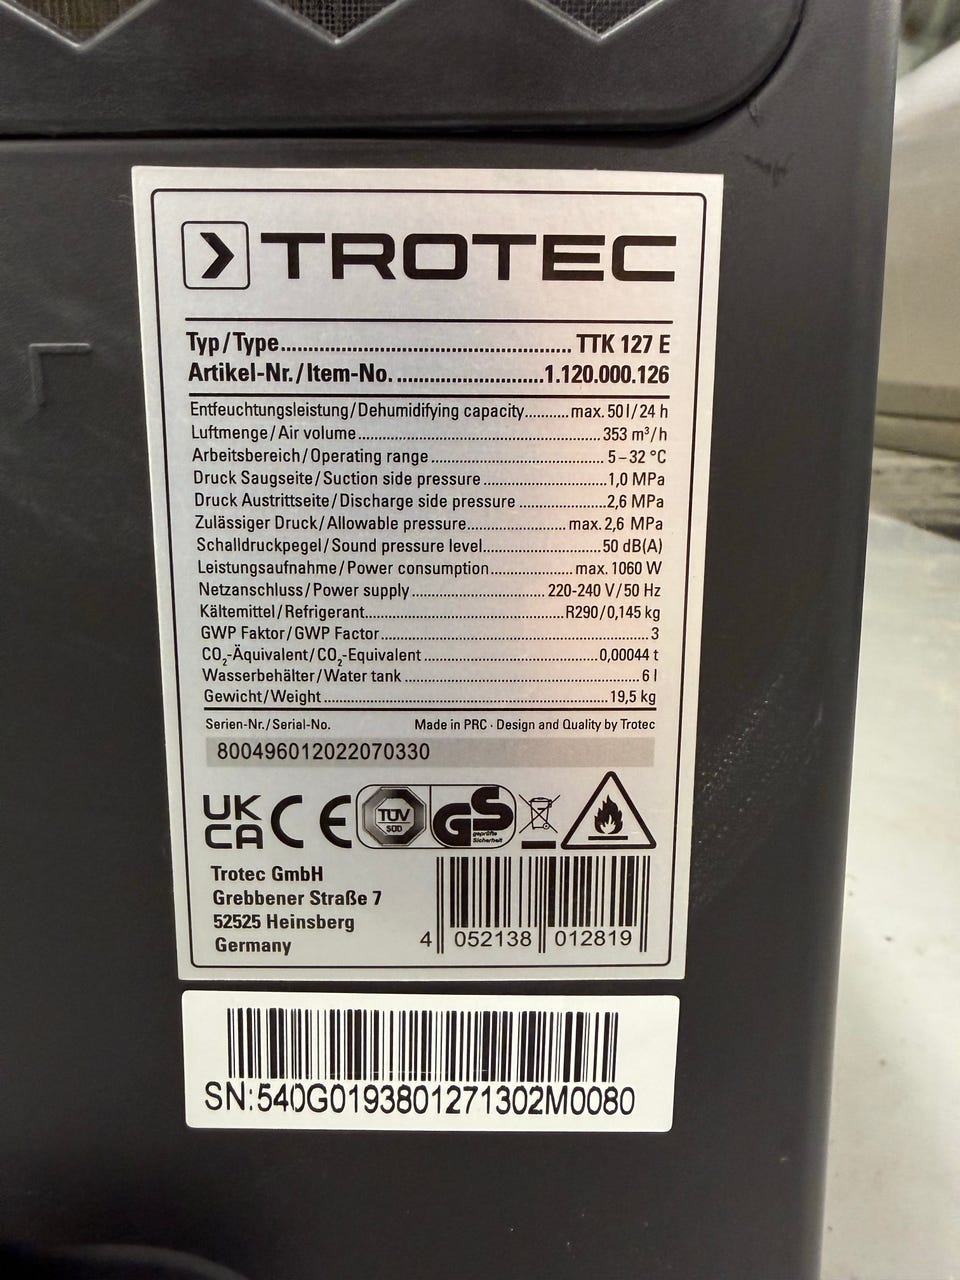 TROTEC
Typ/Type.................................................. TTK 127 E
Artikel-Nr./Item-No. .........................1.120.000.126
Entfeuchtungsleistung/Dehumidifying capacity.......... max. 50 l/24 h
Luftmenge/Air volume......................................................... 353 m³/h
Arbeitsbereich/Operating range ........................................ 5–32 °C
Druck Saugseite/Suction side pressure .............................1,0 MPa
Druck Austrittseite/Discharge side pressure .....................2,6 MPa
Zulässiger Druck/Allowable pressure....................... max. 2,6 MPa
Schalldruckpegel/Sound pressure level............................ 50 dB(A)
Leistungsaufnahme/Power consumption................... max. 1060 W
Netzanschluss/Power supply ............................... 220-240 V/50 Hz
Kältemittel/Refrigerant..............................................R290/0,145 kg
GWP Faktor/GWP Factor................................................................ 3
CO₂-Äquivalent/CO₂-Equivalent ..........................................0,00044 t
Wasserbehälter/Water tank ........................................................ 6 l
Gewicht/Weight .................................................................... 19,5 kg
Serien-Nr./Serial-No. Made in PRC · Design and Quality by Trotec
800496012022070330
UK
CA CE TÜV
SÜD GS geprüfte
Sicherheit
Trotec GmbH
Grebbener Straße 7
52525 Heinsberg
Germany
4 052138 012819
SN:540G0193801271302M0080